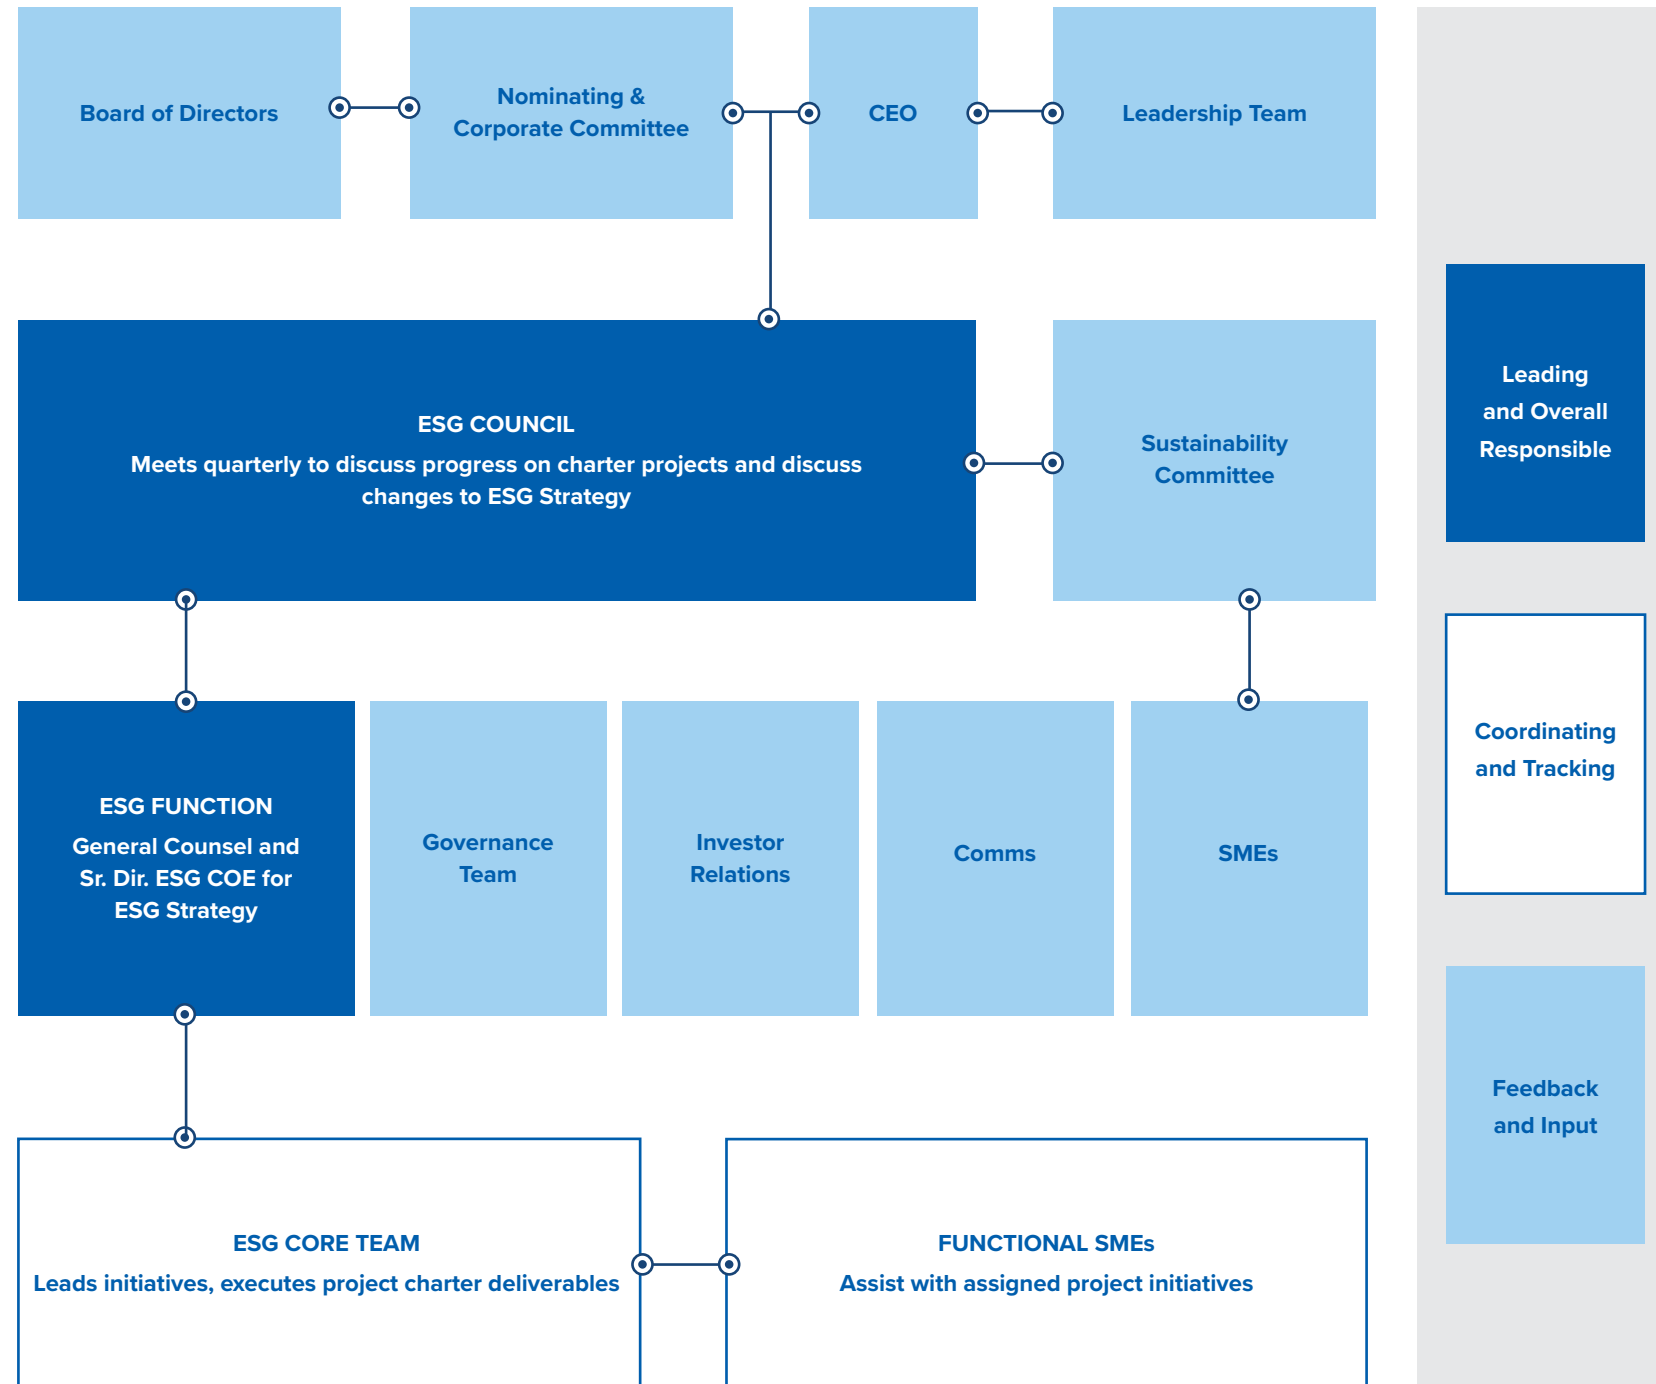 Board of Directors
Nominating &
Corporate Committee
CEO
Leadership Team
ESG COUNCIL
Meets quarterly to discuss progress on charter projects and discuss
changes to ESG Strategy
Sustainability
Committee
ESG FUNCTION
General Counsel and
Sr. Dir. ESG COE for
ESG Strategy
Governance
Team
Investor
Relations
Comms
SMEs
ESG CORE TEAM
Leads initiatives, executes project charter deliverables
FUNCTIONAL SMEs
Assist with assigned project initiatives
Leading
and Overall
Responsible
Coordinating
and Tracking
Feedback
and Input